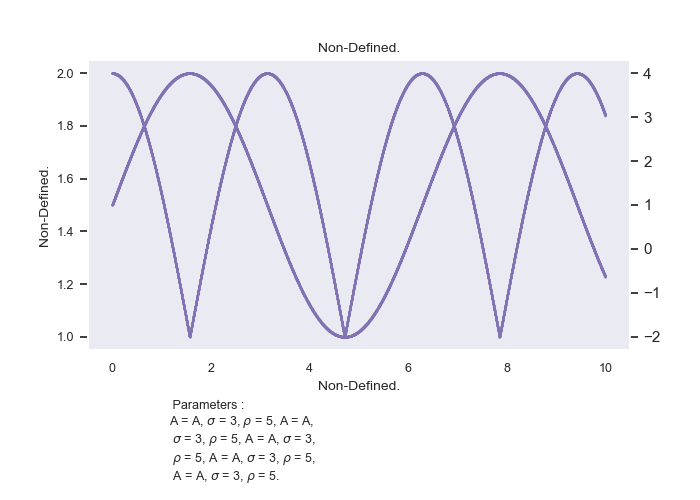 Non-Defined.
2.0
1.8
1.6
1.4
1.2
1.0
Non-Defined.
4
3
2
1
0
−1
−2
0 2 4 6 8 10
Non-Defined.
Parameters :
A = A, σ = 3, ρ = 5, A = A,
σ = 3, ρ = 5, A = A, σ = 3,
ρ = 5, A = A, σ = 3, ρ = 5,
A = A, σ = 3, ρ = 5.